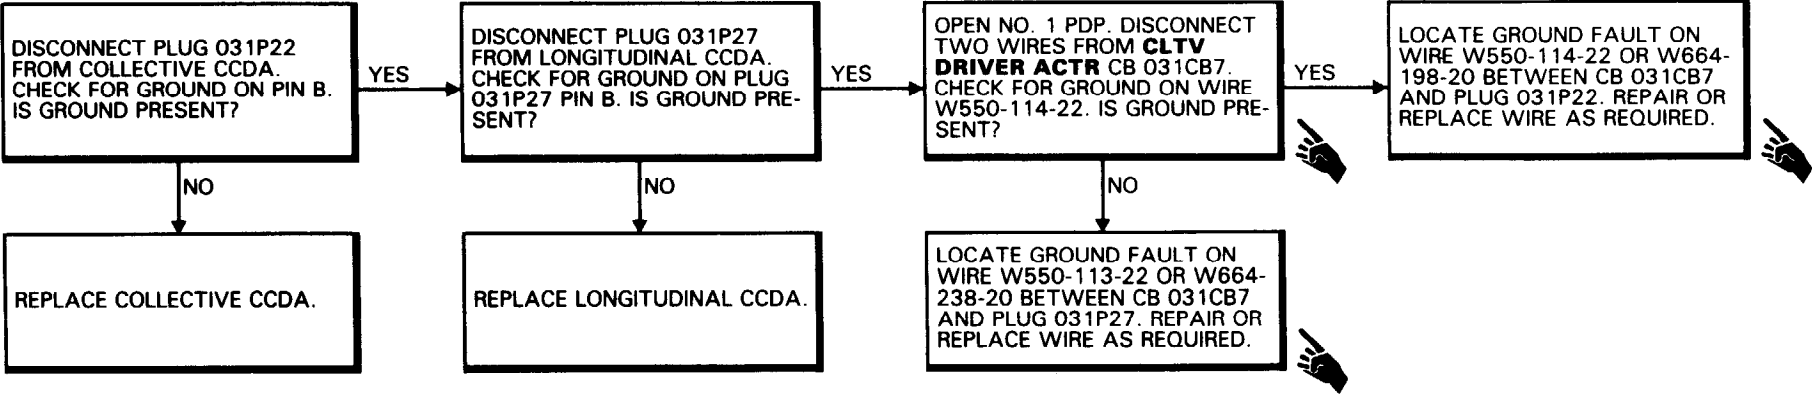 DISCONNECT PLUG 031P22
FROM COLLECTIVE CCDA.
CHECK FOR GROUND ON PIN B.
IS GROUND PRESENT?
YES
DISCONNECT PLUG 031P27
FROM LONGITUDINAL CCDA.
CHECK FOR GROUND ON PLUG
031P27 PIN B. IS GROUND PRE-
SENT?
YES
OPEN NO. 1 PDP. DISCONNECT
TWO WIRES FROM CLTV
DRIVER ACTR CB 031CB7.
CHECK FOR GROUND ON WIRE
W550-114-22. IS GROUND PRE-
SENT?
YES
LOCATE GROUND FAULT ON
WIRE W550-114-22 OR W664-
198-20 BETWEEN CB 031CB7
AND PLUG 031P22. REPAIR OR
REPLACE WIRE AS REQUIRED.
NO
NO
NO
REPLACE COLLECTIVE CCDA.
REPLACE LONGITUDINAL CCDA.
LOCATE GROUND FAULT ON
WIRE W550-113-22 OR W664-
238-20 BETWEEN CB 031CB7
AND PLUG 031P27. REPAIR OR
REPLACE WIRE AS REQUIRED.